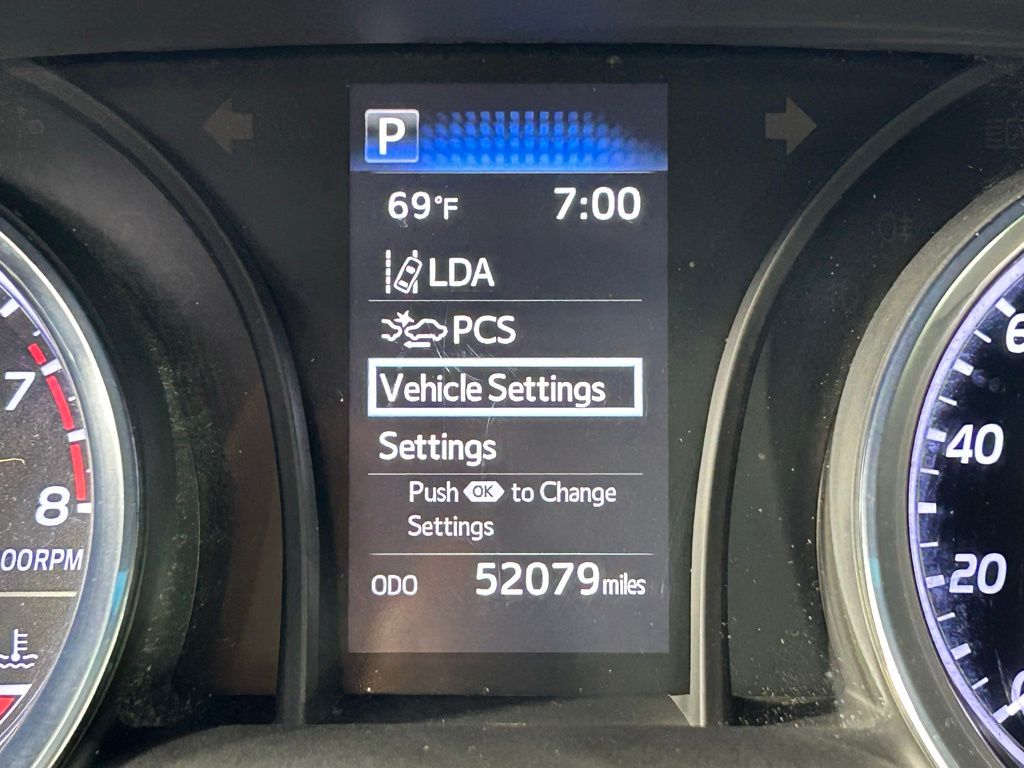 P
69°F 7:00
LDA
PCS
Vehicle Settings
Settings
Push OK to Change
Settings
ODO 52079 miles
7
8
00RPM
40
20